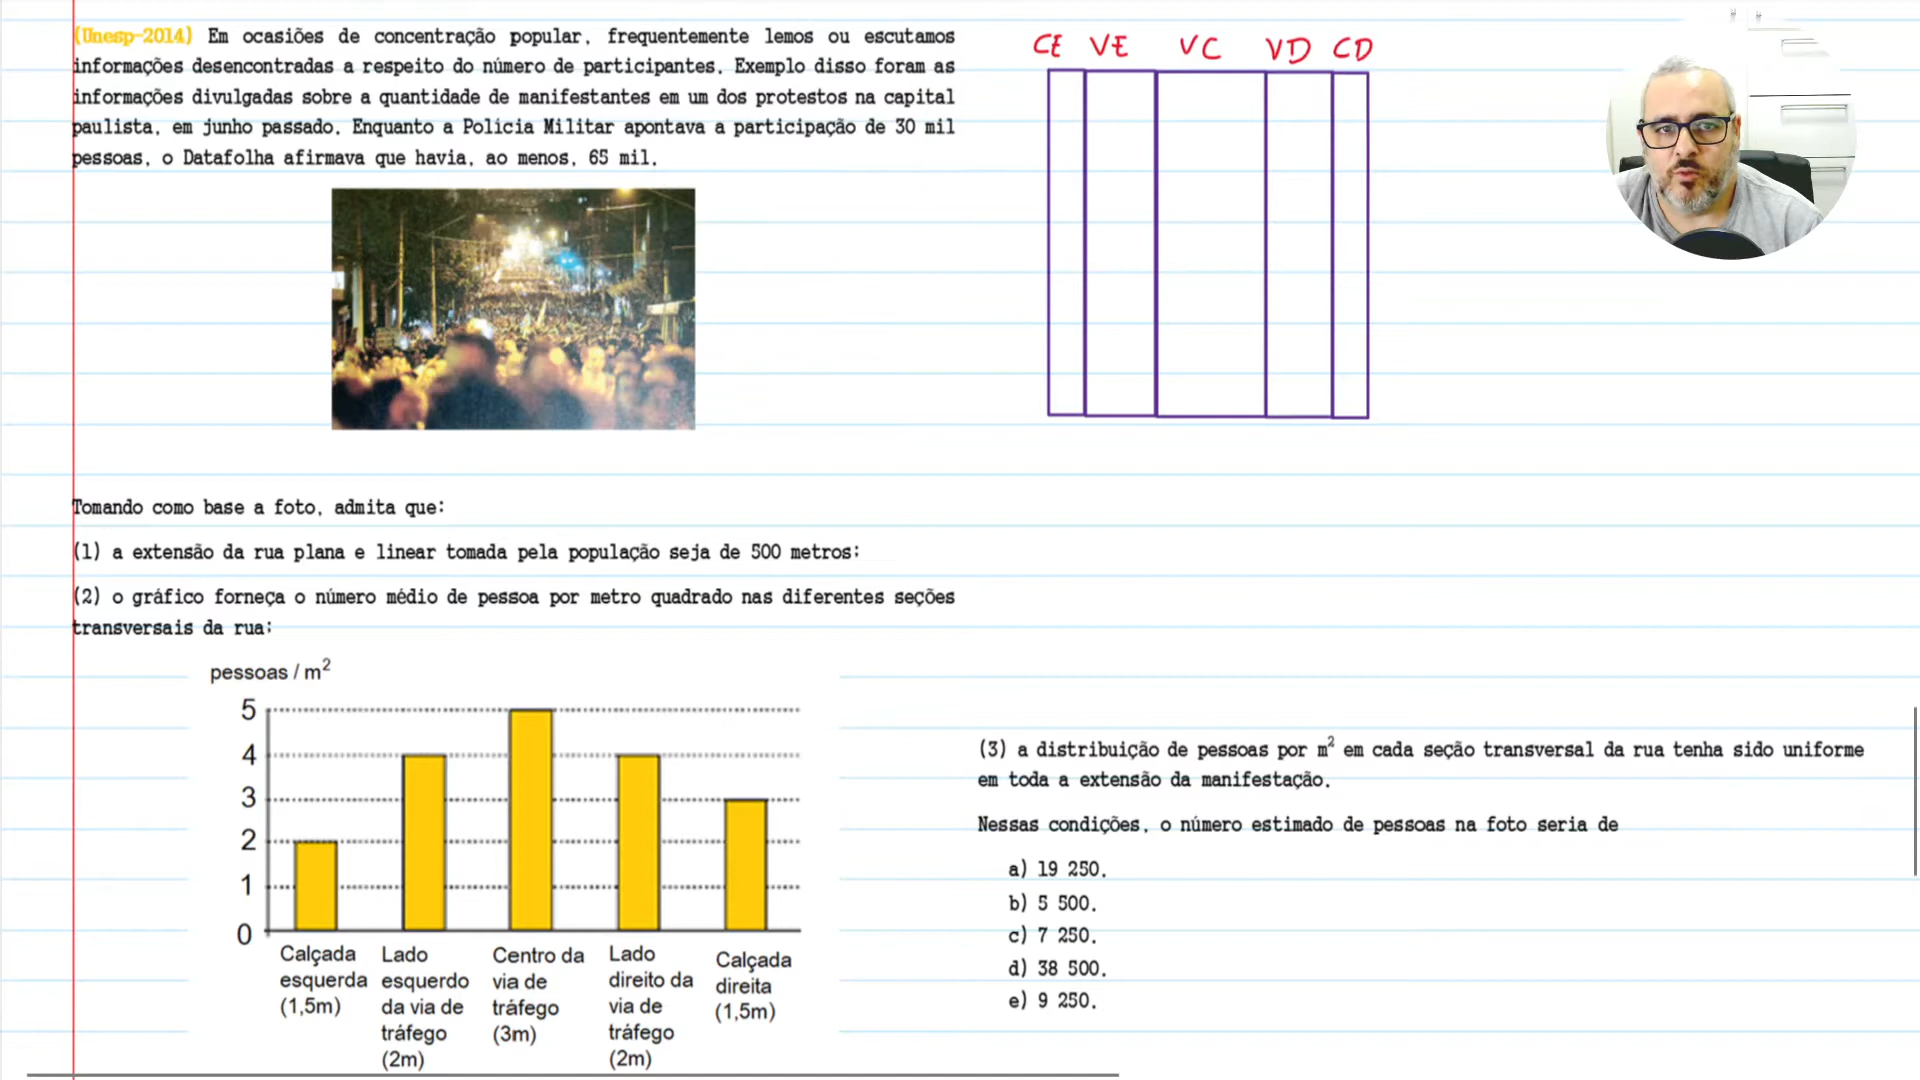 (Unesp-2014) Em ocasiões de concentração popular, frequentemente lemos ou escutamos
informações desencontradas a respeito do número de participantes. Exemplo disso foram as
informações divulgadas sobre a quantidade de manifestantes em um dos protestos na capital
paulista, em junho passado. Enquanto a Polícia Militar apontava a participação de 30 mil
pessoas, o Datafolha afirmava que havia, ao menos, 65 mil.
CE VE VC VD CD
Tomando como base a foto, admita que:
(1) a extensão da rua plana e linear tomada pela população seja de 500 metros;
(2) o gráfico forneça o número médio de pessoa por metro quadrado nas diferentes seções
transversais da rua;
pessoas / m²
5
4
3
2
1
0
Calçada
esquerda
(1,5m)
Lado
esquerdo
da via de
tráfego
(2m)
Centro da
via de
tráfego
(3m)
Lado
direito da
via de
tráfego
(2m)
Calçada
direita
(1,5m)
(3) a distribuição de pessoas por m² em cada seção transversal da rua tenha sido uniforme
em toda a extensão da manifestação.
Nessas condições, o número estimado de pessoas na foto seria de
a) 19 250.
b) 5 500.
c) 7 250.
d) 38 500.
e) 9 250.